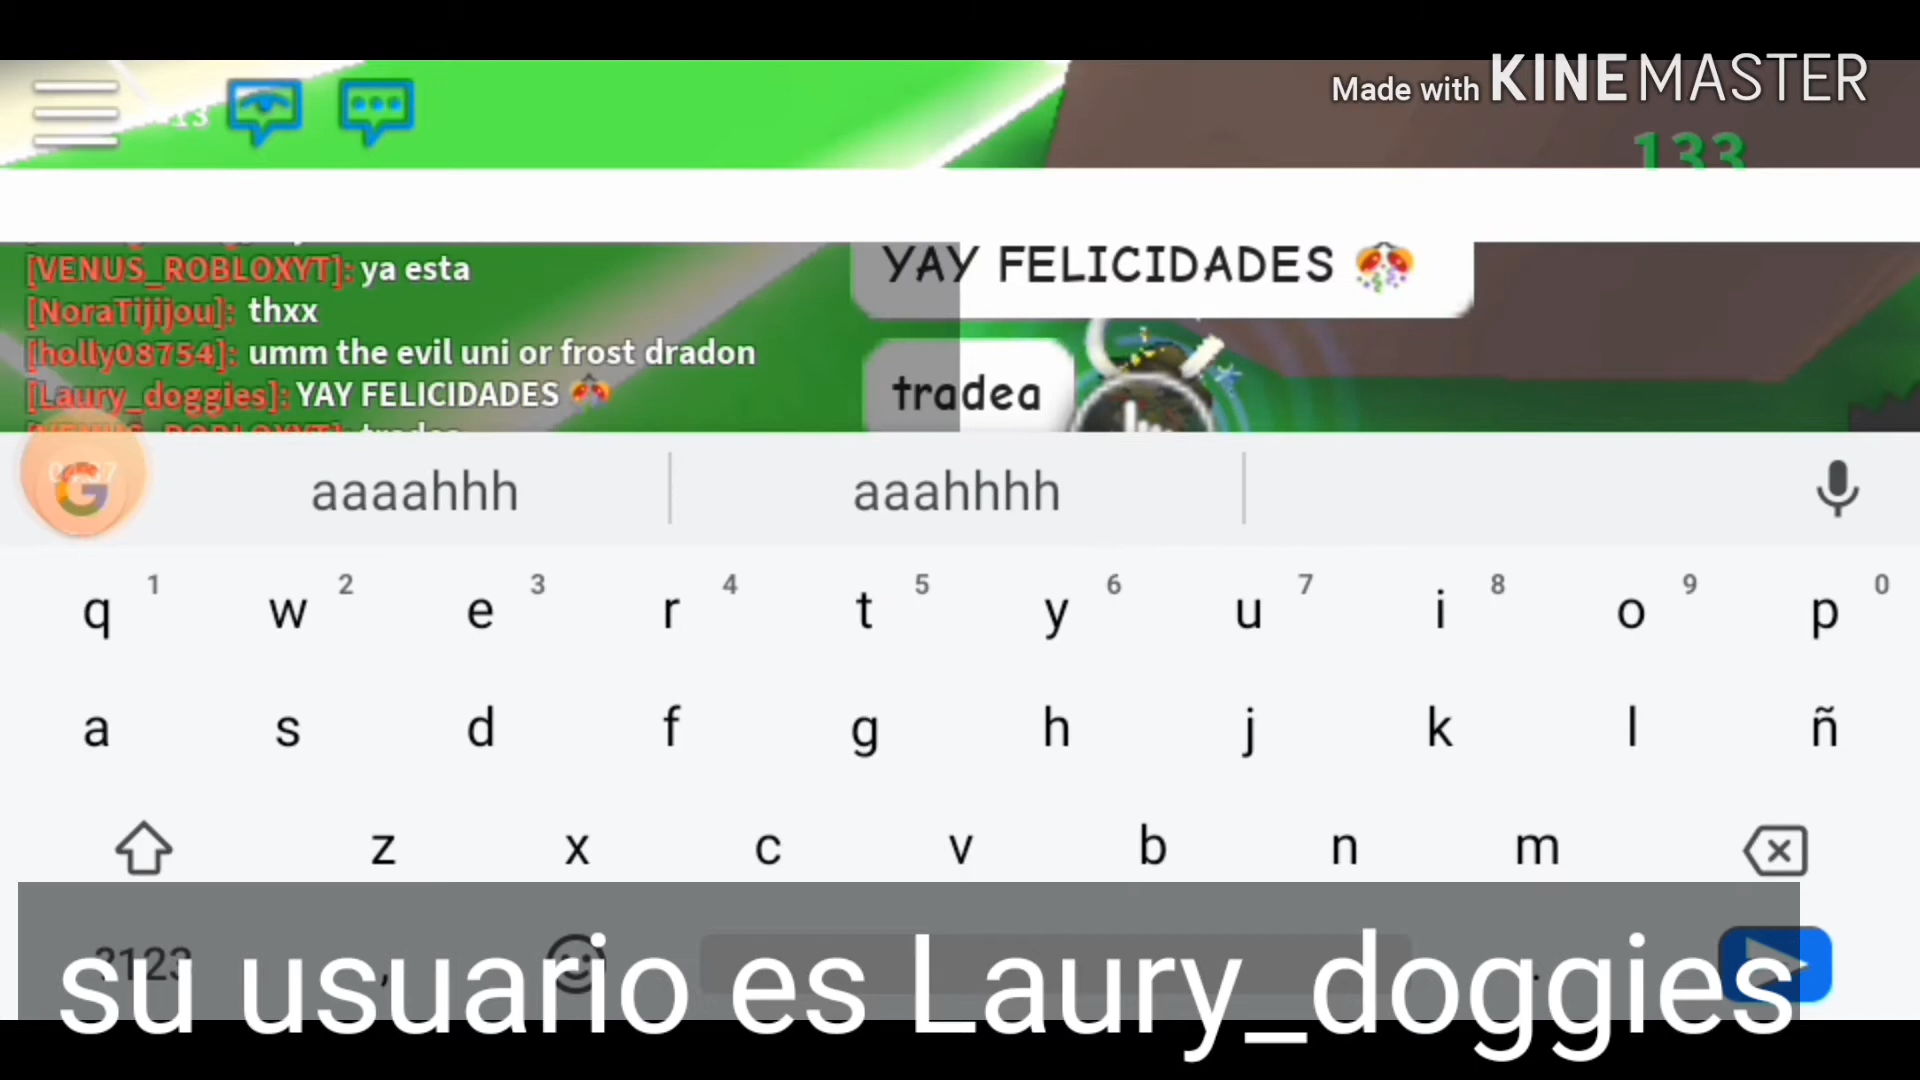 Made with KINEMASTER
133
[VENUS_ROBLOXYT]: ya esta
[NoraTijijou]: thxx
[holly08754]: umm the evil uni or frost dradon
[Laury_doggies]: YAY FELICIDADES 🎊
[VENUS_ROBLOXYT]: tradea
YAY FELICIDADES 🎊
tradea
aaaahhh aaahhhh
q 1 w 2 e 3 r 4 t 5 y 6 u 7 i 8 o 9 p 0
a s d f g h j k l ñ
z x c v b n m
su usuario es Laury_doggies